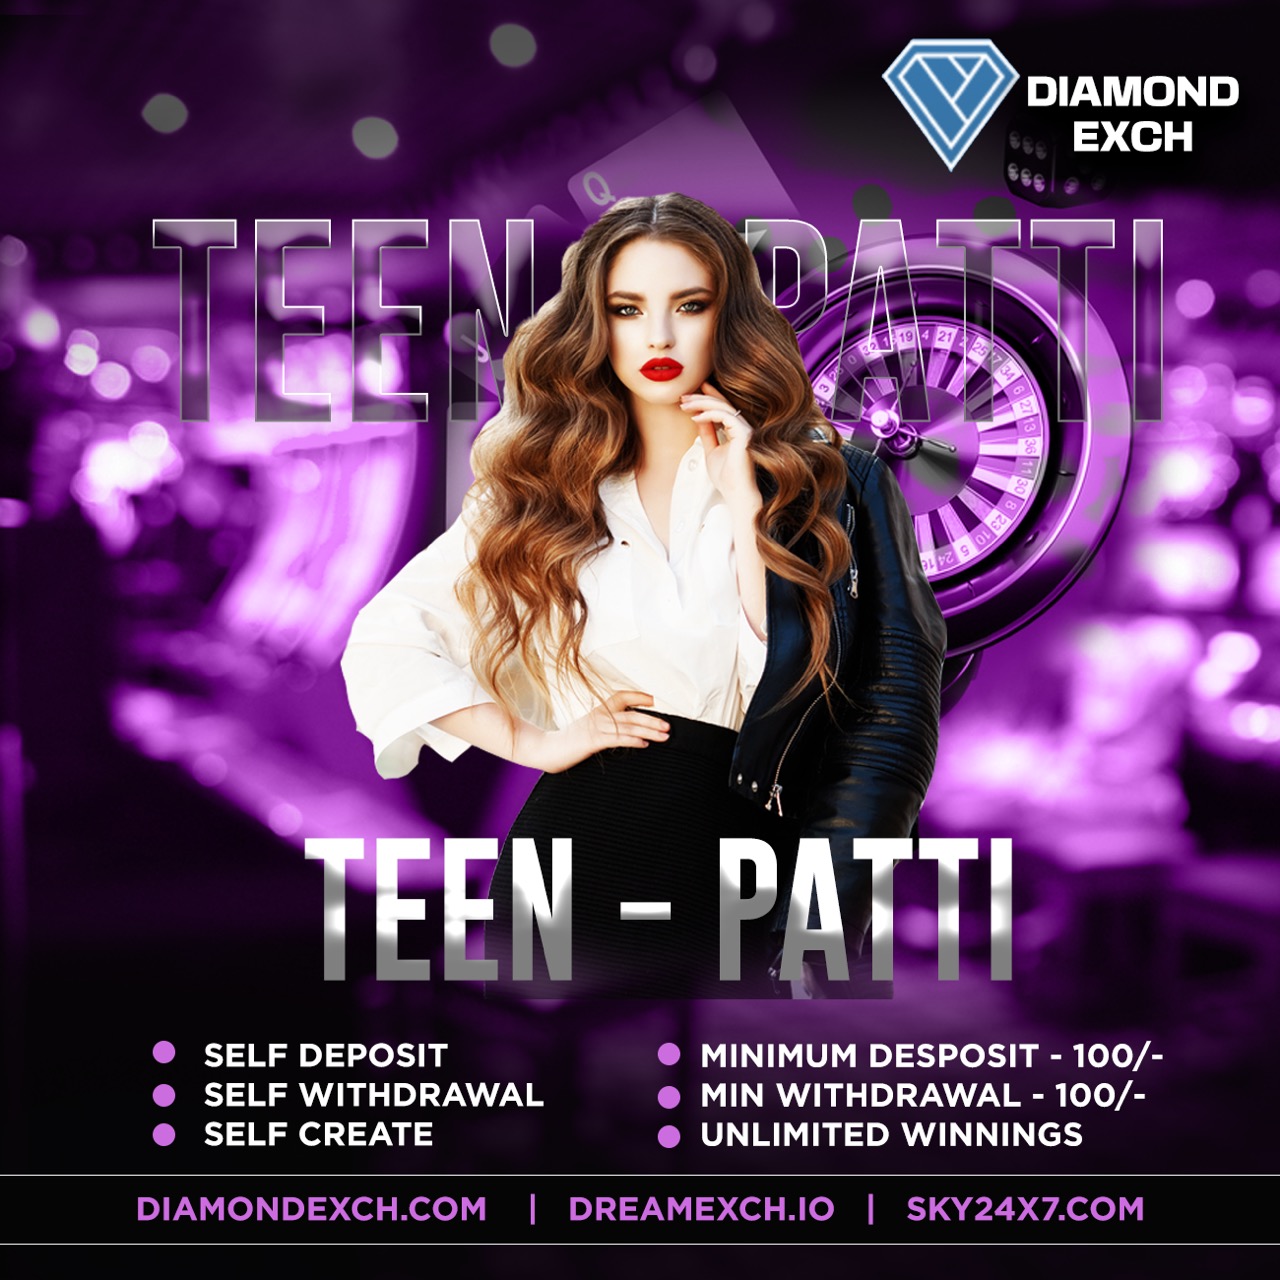 DIAMOND
EXCH
Q
TEEN - PATTI
TEEN - PATTI
SELF DEPOSIT
SELF WITHDRAWAL
SELF CREATE
MINIMUM DESPOSIT - 100/-
MIN WITHDRAWAL - 100/-
UNLIMITED WINNINGS
DIAMONDEXCH.COM | DREAMEXCH.IO | SKY24X7.COM